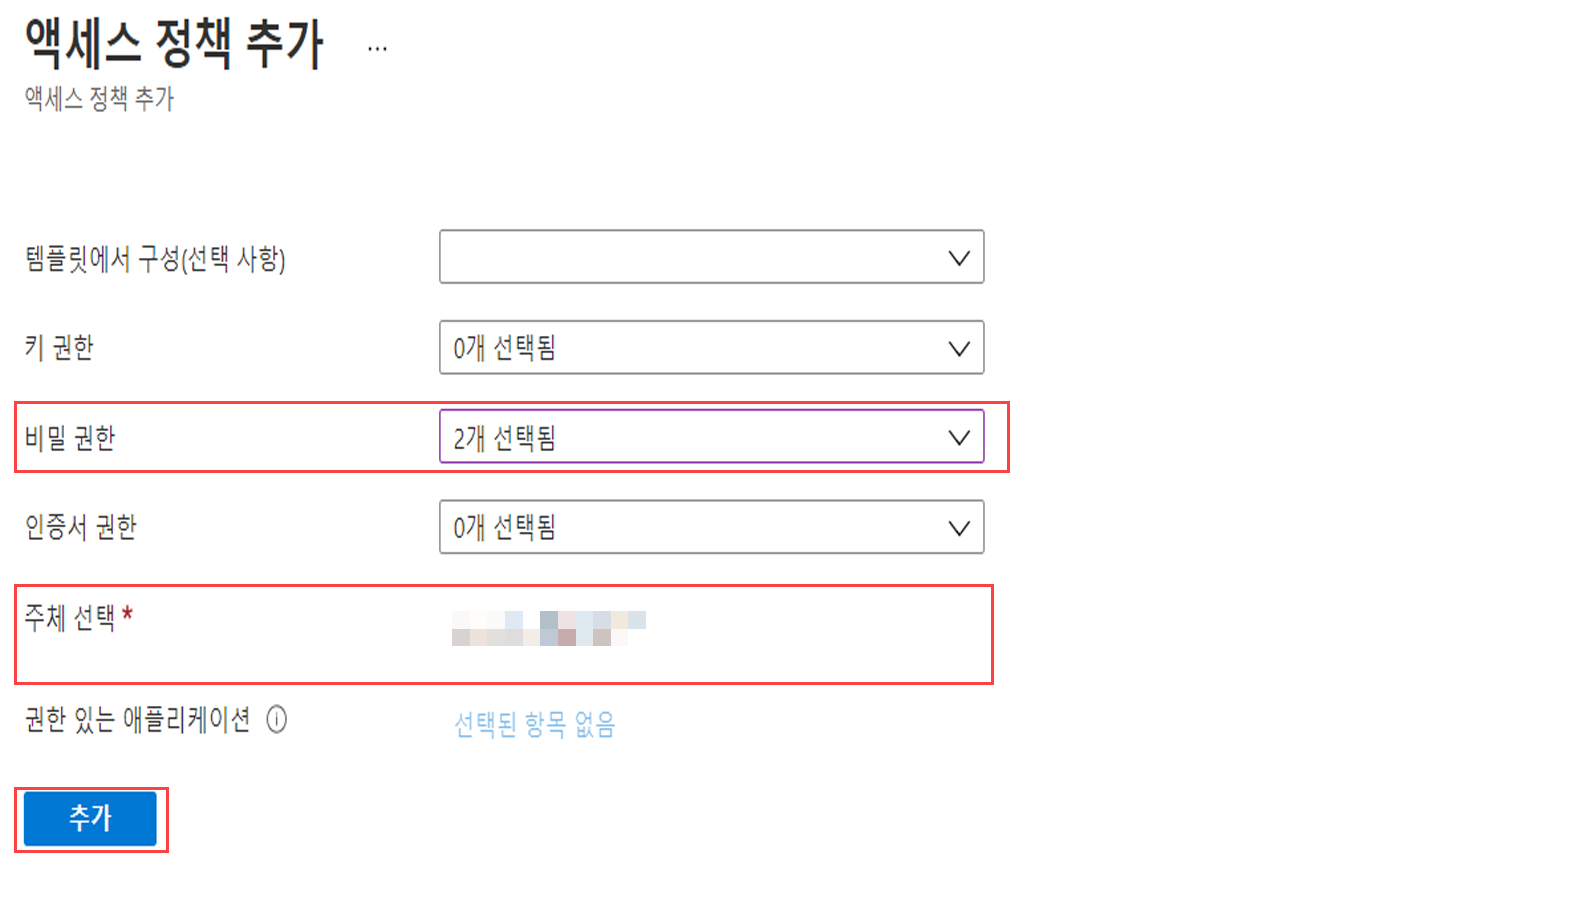 액세스 정책 추가 ...
액세스 정책 추가
템플릿에서 구성(선택 사항)
키 권한 0개 선택됨
비밀 권한 2개 선택됨
인증서 권한 0개 선택됨
주체 선택 *
권한 있는 애플리케이션 선택된 항목 없음
추가